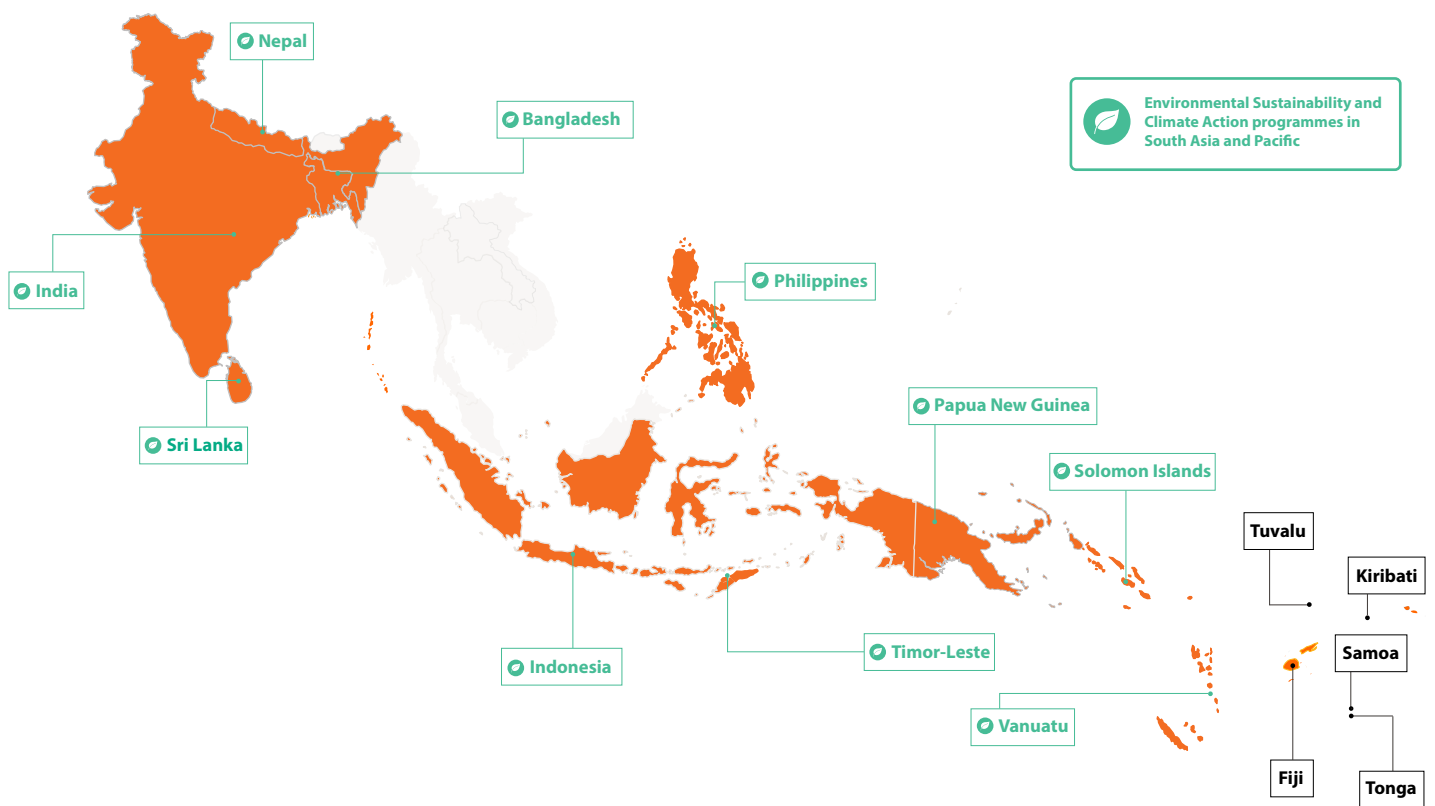 Nepal
Bangladesh
Environmental Sustainability and
Climate Action programmes in
South Asia and Pacific
India
Philippines
Sri Lanka
Papua New Guinea
Solomon Islands
Tuvalu
Kiribati
Indonesia
Timor-Leste
Samoa
Vanuatu
Fiji
Tonga